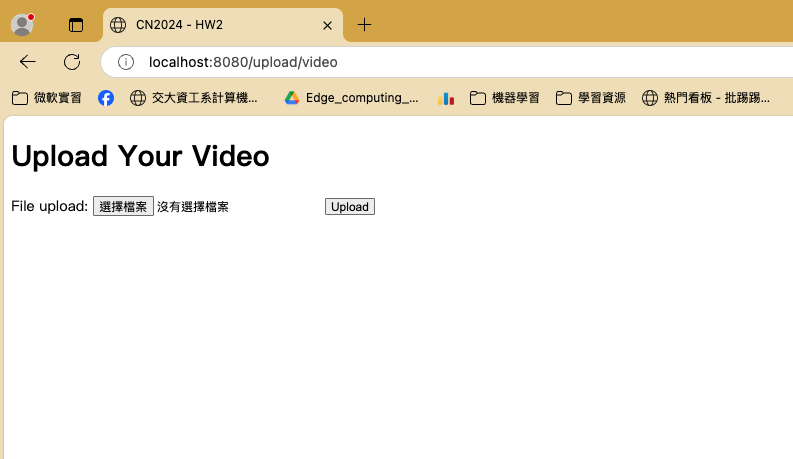 CN2024 - HW2
localhost:8080/upload/video
微軟實習 交大資工系計算機... Edge_computing_... 機器學習 學習資源 熱門看板 - 批踢踢...
Upload Your Video
File upload: 選擇檔案 沒有選擇檔案 Upload